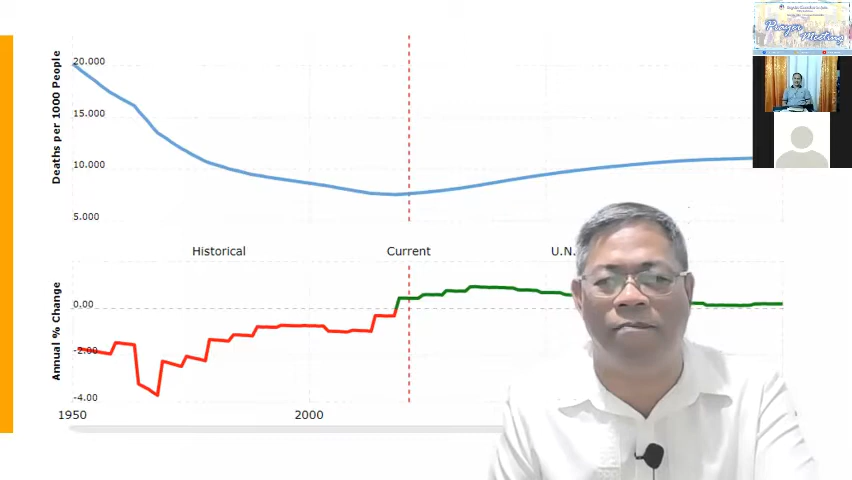 Prayer
Meeting
Deaths per 1000 People
20.000
15.000
10.000
5.000
Historical
Current
U.N.
Annual % Change
0.00
-2.00
-4.00
1950
2000